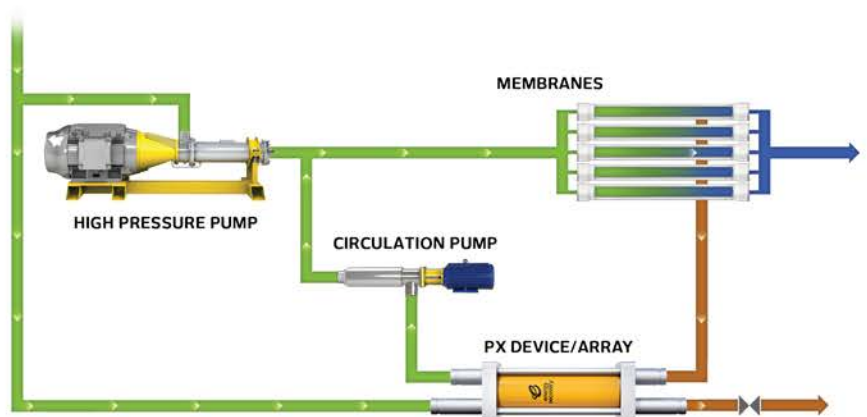 MEMBRANES
HIGH PRESSURE PUMP
CIRCULATION PUMP
PX DEVICE/ARRAY